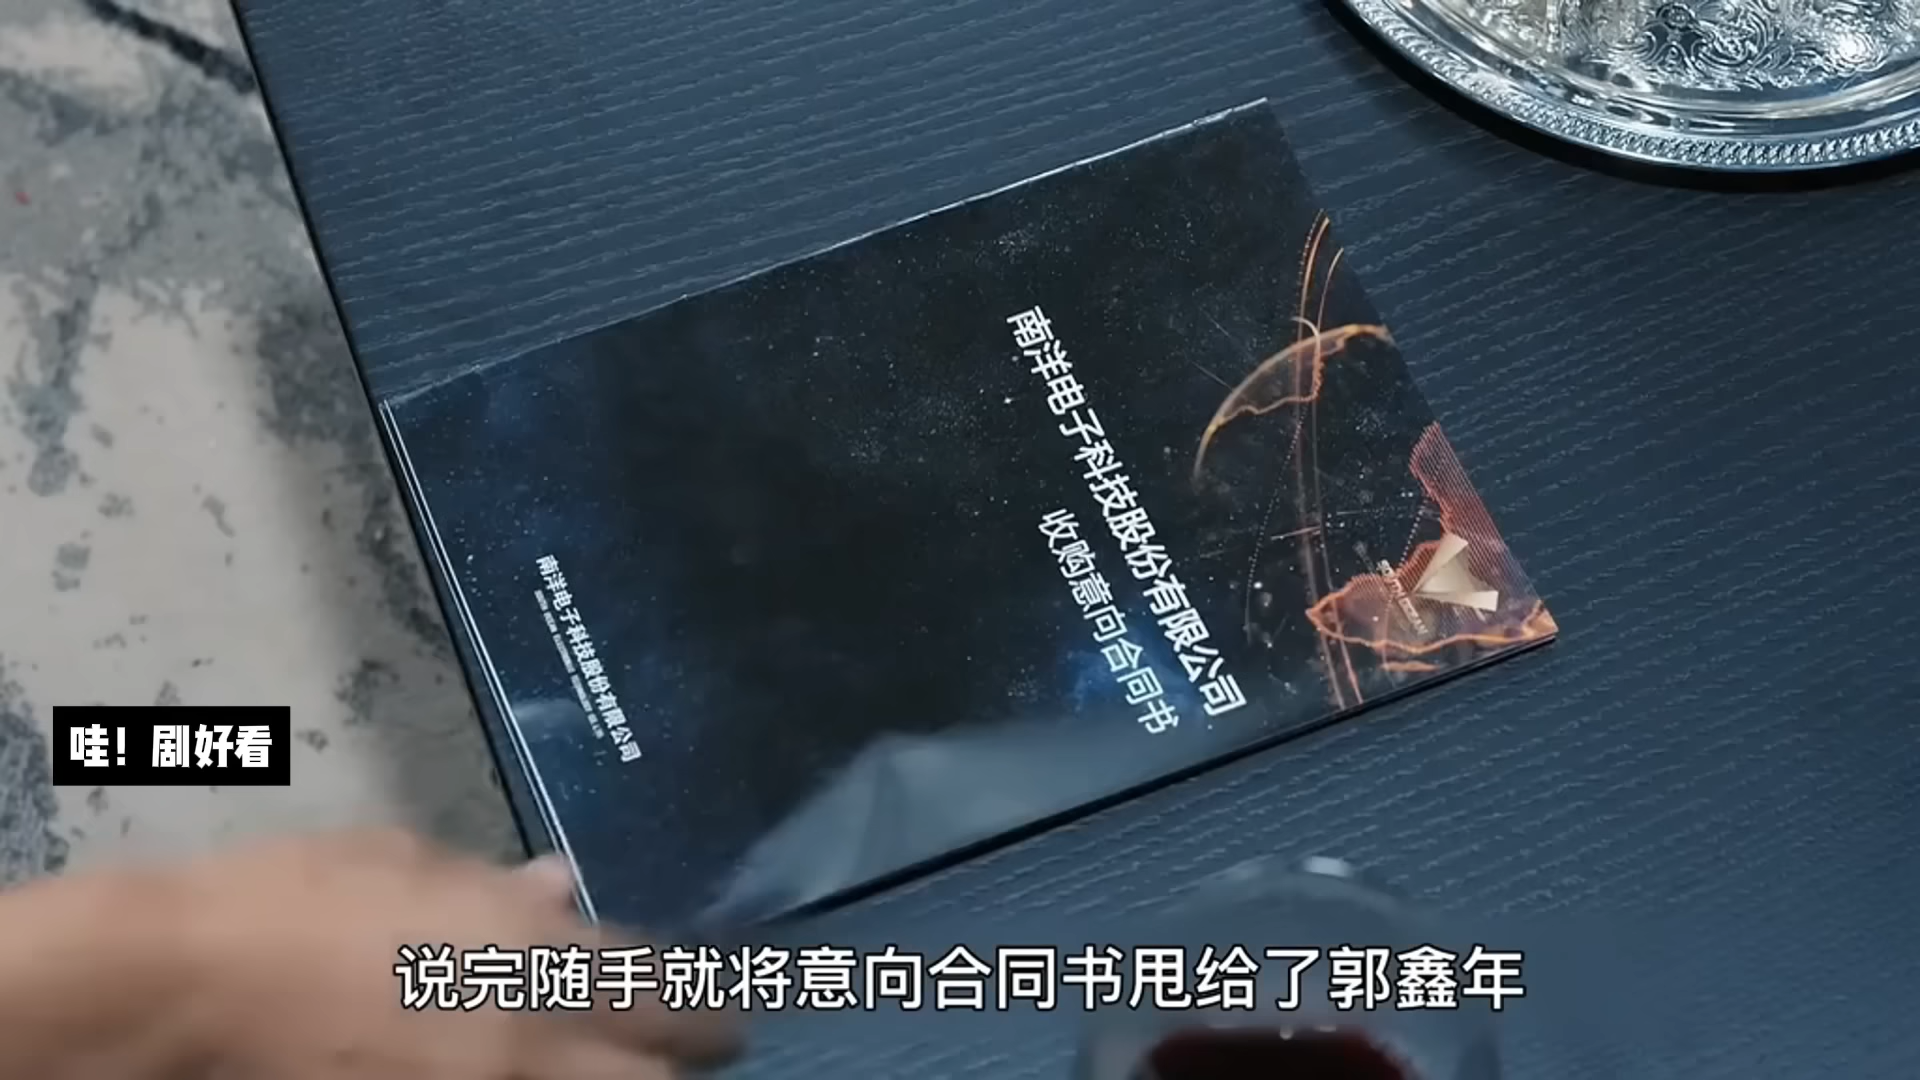 南洋电子科技股份有限公司
收购意向合同书
南洋电子科技股份有限公司
哇！剧好看
说完随手就将意向合同书甩给了郭鑫年